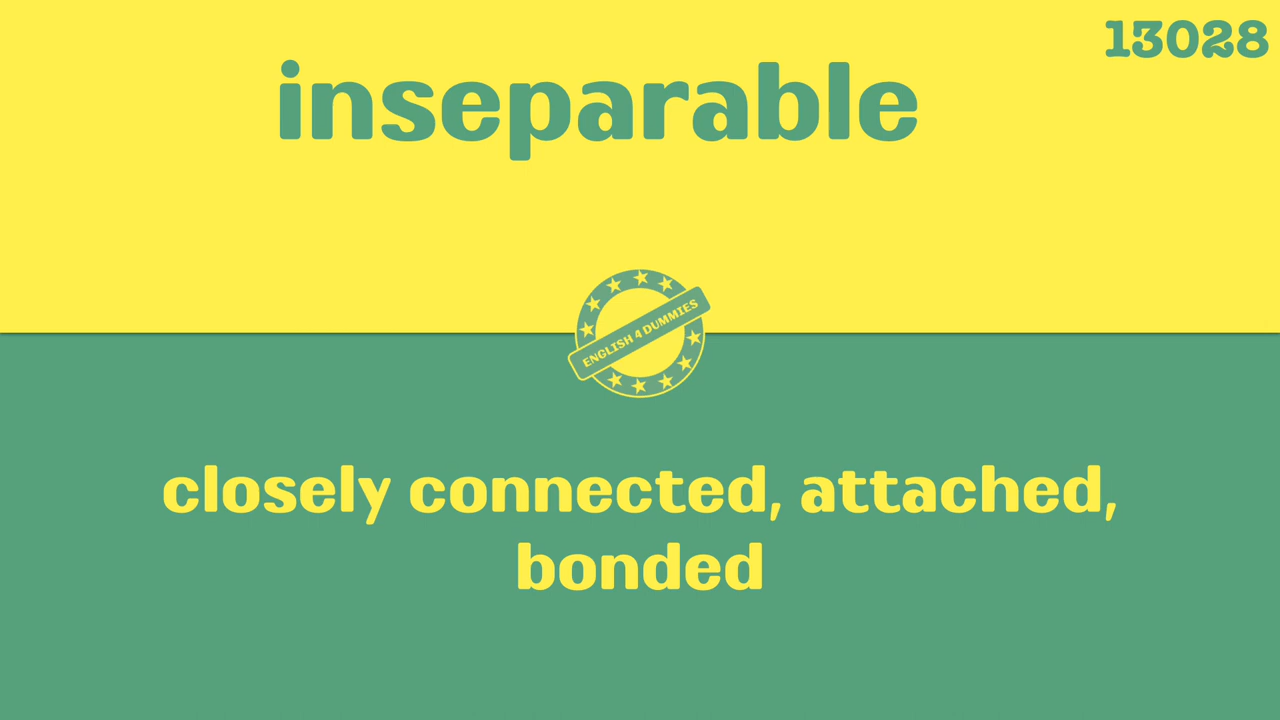 13028
inseparable
ENGLISH 4 DUMMIES
closely connected, attached,
bonded